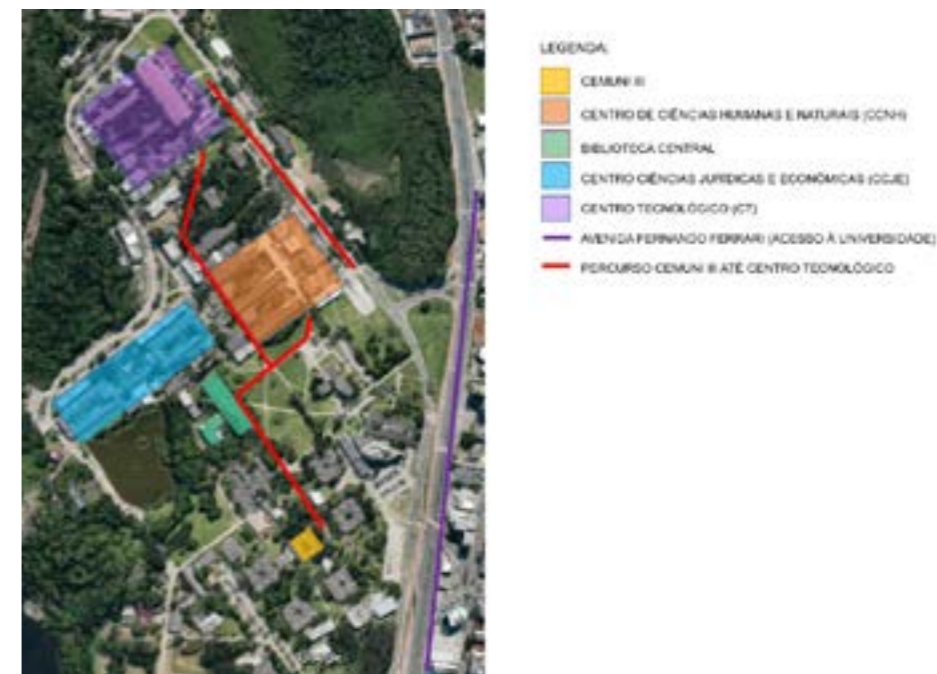 LEGENDA:
CEMUNI III
CENTRO DE CIÊNCIAS HUMANAS E NATURAIS (CCNH)
BIBLIOTECA CENTRAL
CENTRO CIÊNCIAS JURÍDICAS E ECONÔMICAS (CCJE)
CENTRO TECNOLÓGICO (CT)
AVENIDA FERNANDO FERRARI (ACESSO À UNIVERSIDADE)
PERCURSO CEMUNI III ATÉ CENTRO TECNOLÓGICO